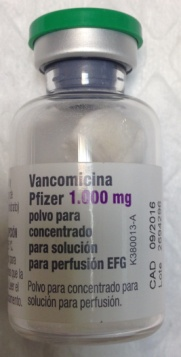 Vancomicina
Pfizer 1.000 mg
polvo para
concentrado
para solución
para perfusión EFG
Polvo para concentrado para
solución para perfusión.
K380013-A
CAD 09/2016
Lote